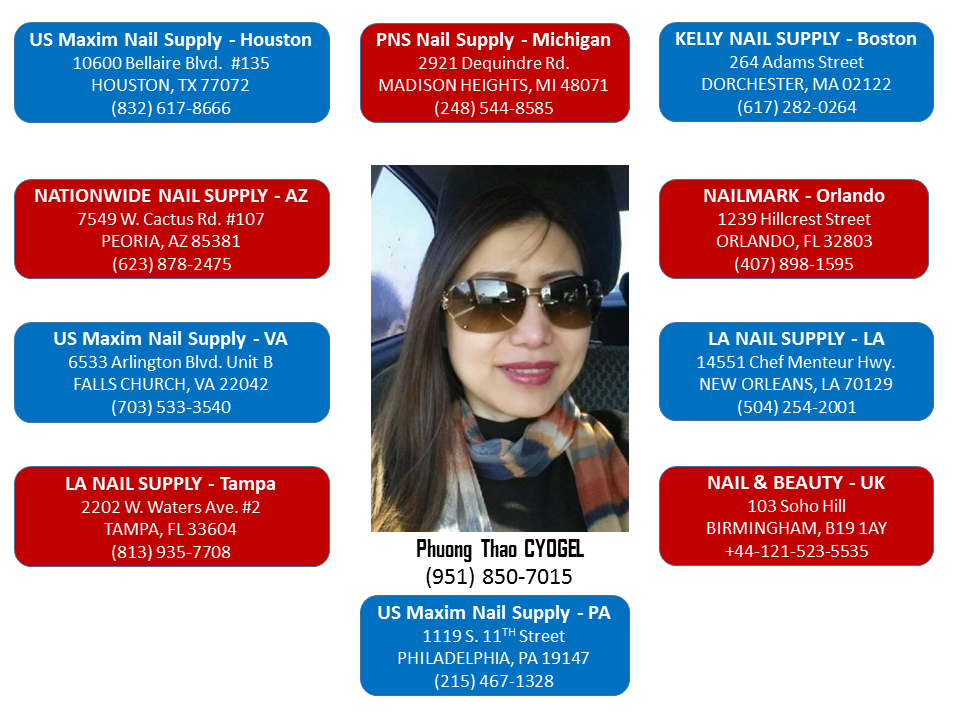 US Maxim Nail Supply - Houston
10600 Bellaire Blvd. #135
HOUSTON, TX 77072
(832) 617-8666
PNS Nail Supply - Michigan
2921 Dequindre Rd.
MADISON HEIGHTS, MI 48071
(248) 544-8585
KELLY NAIL SUPPLY - Boston
264 Adams Street
DORCHESTER, MA 02122
(617) 282-0264
NATIONWIDE NAIL SUPPLY - AZ
7549 W. Cactus Rd. #107
PEORIA, AZ 85381
(623) 878-2475
NAILMARK - Orlando
1239 Hillcrest Street
ORLANDO, FL 32803
(407) 898-1595
US Maxim Nail Supply - VA
6533 Arlington Blvd. Unit B
FALLS CHURCH, VA 22042
(703) 533-3540
LA NAIL SUPPLY - LA
14551 Chef Menteur Hwy.
NEW ORLEANS, LA 70129
(504) 254-2001
LA NAIL SUPPLY - Tampa
2202 W. Waters Ave. #2
TAMPA, FL 33604
(813) 935-7708
NAIL & BEAUTY - UK
103 Soho Hill
BIRMINGHAM, B19 1AY
+44-121-523-5535
Phuong Thao CYOGEL
(951) 850-7015
US Maxim Nail Supply - PA
1119 S. 11TH Street
PHILADELPHIA, PA 19147
(215) 467-1328